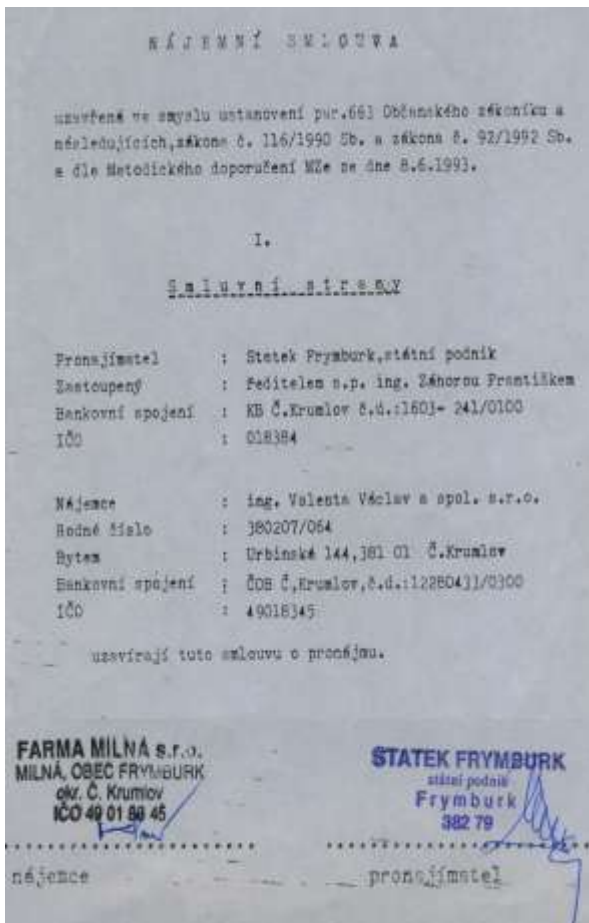 NÁJEMNÍ SMLOUVA
uzavřená ve smyslu ustanovení par.663 Občanského zákoníku a
následujících,zákona č. 116/1990 Sb. a zákona č. 92/1992 Sb.
a dle Metodického doporučení MZe ze dne 8.6.1993.
I.
Smluvní strany
Pronajímatel : Statek Frymburk,státní podnik
Zastoupený : ředitelem s.p. ing. Záhorou Františkem
Bankovní spojení : KB Č.Krumlov č.ú.:1603- 241/0100
IČO : 018384
Nájemce : ing. Valenta Václav a spol. s.r.o.
Rodné číslo : 380207/064
Bytem : Urbinská 144,381 01 Č.Krumlov
Bankovní spojení : ČOB Č,Krumlov,č.ú.:12280433/0300
IČO : 49018345
uzavírají tuto smlouvu o pronájmu.
FARMA MILNÁ s.r.o.
MILNÁ, OBEC FRYMBURK
okr. Č. Krumlov
IČO 49 01 83 45
STATEK FRYMBURK
státní podnik
Frymburk
382 79
nájemce pronajímatel